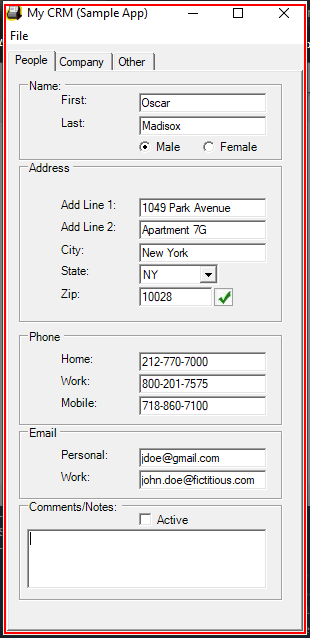 My CRM (Sample App)
File
People Company Other
Name:
First: Oscar
Last: Madisox
Male Female
Address
Add Line 1: 1049 Park Avenue
Add Line 2: Apartment 7G
City: New York
State: NY
Zip: 10028
Phone
Home: 212-770-7000
Work: 800-201-7575
Mobile: 718-860-7100
Email
Personal: jdoe@gmail.com
Work: john.doe@fictitious.com
Comments/Notes:
Active